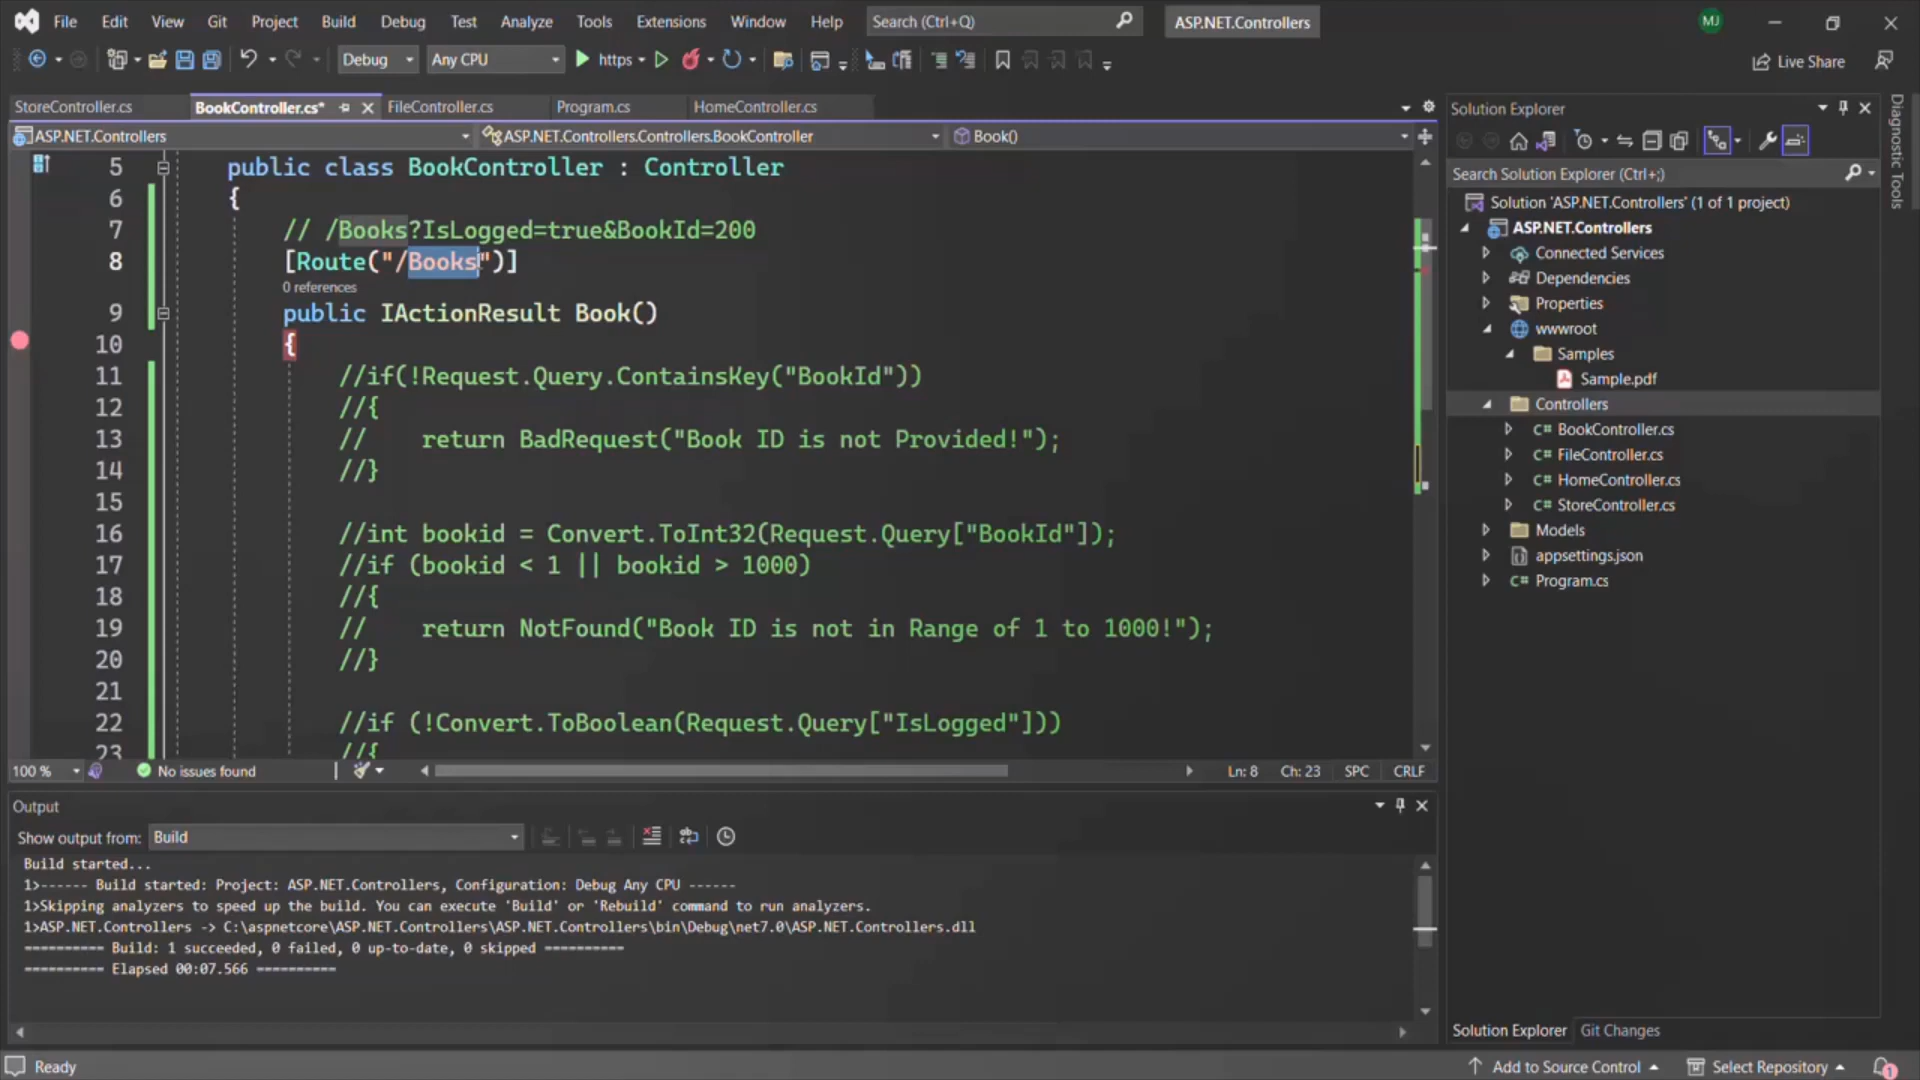 File Edit View Git Project Build Debug Test Analyze Tools Extensions Window Help Search (Ctrl+Q) ASP.NET.Controllers MJ
Debug Any CPU https Live Share
StoreController.cs BookController.cs* FileController.cs Program.cs HomeController.cs
ASP.NET.Controllers ASP.NET.Controllers.Controllers.BookController Book()
5 public class BookController : Controller
6 {
7 // /Books?IsLogged=true&BookId=200
8 [Route("/Books")]
0 references
9 public IActionResult Book()
10 {
11 //if(!Request.Query.ContainsKey("BookId"))
12 //{
13 // return BadRequest("Book ID is not Provided!");
14 //}
15
16 //int bookid = Convert.ToInt32(Request.Query["BookId"]);
17 //if (bookid < 1 || bookid > 1000)
18 //{
19 // return NotFound("Book ID is not in Range of 1 to 1000!");
20 //}
21
22 //if (!Convert.ToBoolean(Request.Query["IsLogged"]))
23 //{
100 % No issues found Ln: 8 Ch: 23 SPC CRLF
Output
Show output from: Build
Build started...
1>------ Build started: Project: ASP.NET.Controllers, Configuration: Debug Any CPU ------
1>Skipping analyzers to speed up the build. You can execute 'Build' or 'Rebuild' command to run analyzers.
1>ASP.NET.Controllers -> C:\aspnetcore\ASP.NET.Controllers\ASP.NET.Controllers\bin\Debug\net7.0\ASP.NET.Controllers.dll
========== Build: 1 succeeded, 0 failed, 0 up-to-date, 0 skipped ==========
========== Elapsed 00:07.566 ==========
Solution Explorer
Search Solution Explorer (Ctrl+;)
Solution 'ASP.NET.Controllers' (1 of 1 project)
ASP.NET.Controllers
Connected Services
Dependencies
Properties
wwwroot
Samples
Sample.pdf
Controllers
C# BookController.cs
C# FileController.cs
C# HomeController.cs
C# StoreController.cs
Models
appsettings.json
C# Program.cs
Solution Explorer Git Changes
Diagnostic Tools
Ready Add to Source Control Select Repository 1